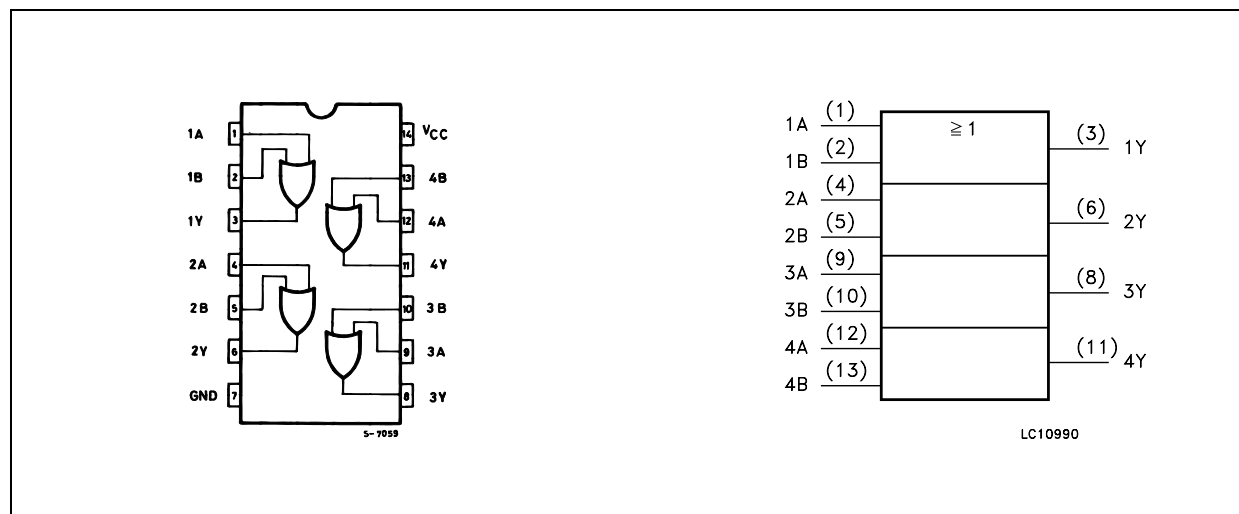 1A 1 14 VCC
1B 2 13 4B
1Y 3 12 4A
2A 4 11 4Y
2B 5 10 3B
2Y 6 9 3A
GND 7 8 3Y
S-7059
1A (1) ≧ 1 (3) 1Y
1B (2)
2A (4) (6) 2Y
2B (5)
3A (9) (8) 3Y
3B (10)
4A (12) (11) 4Y
4B (13)
LC10990